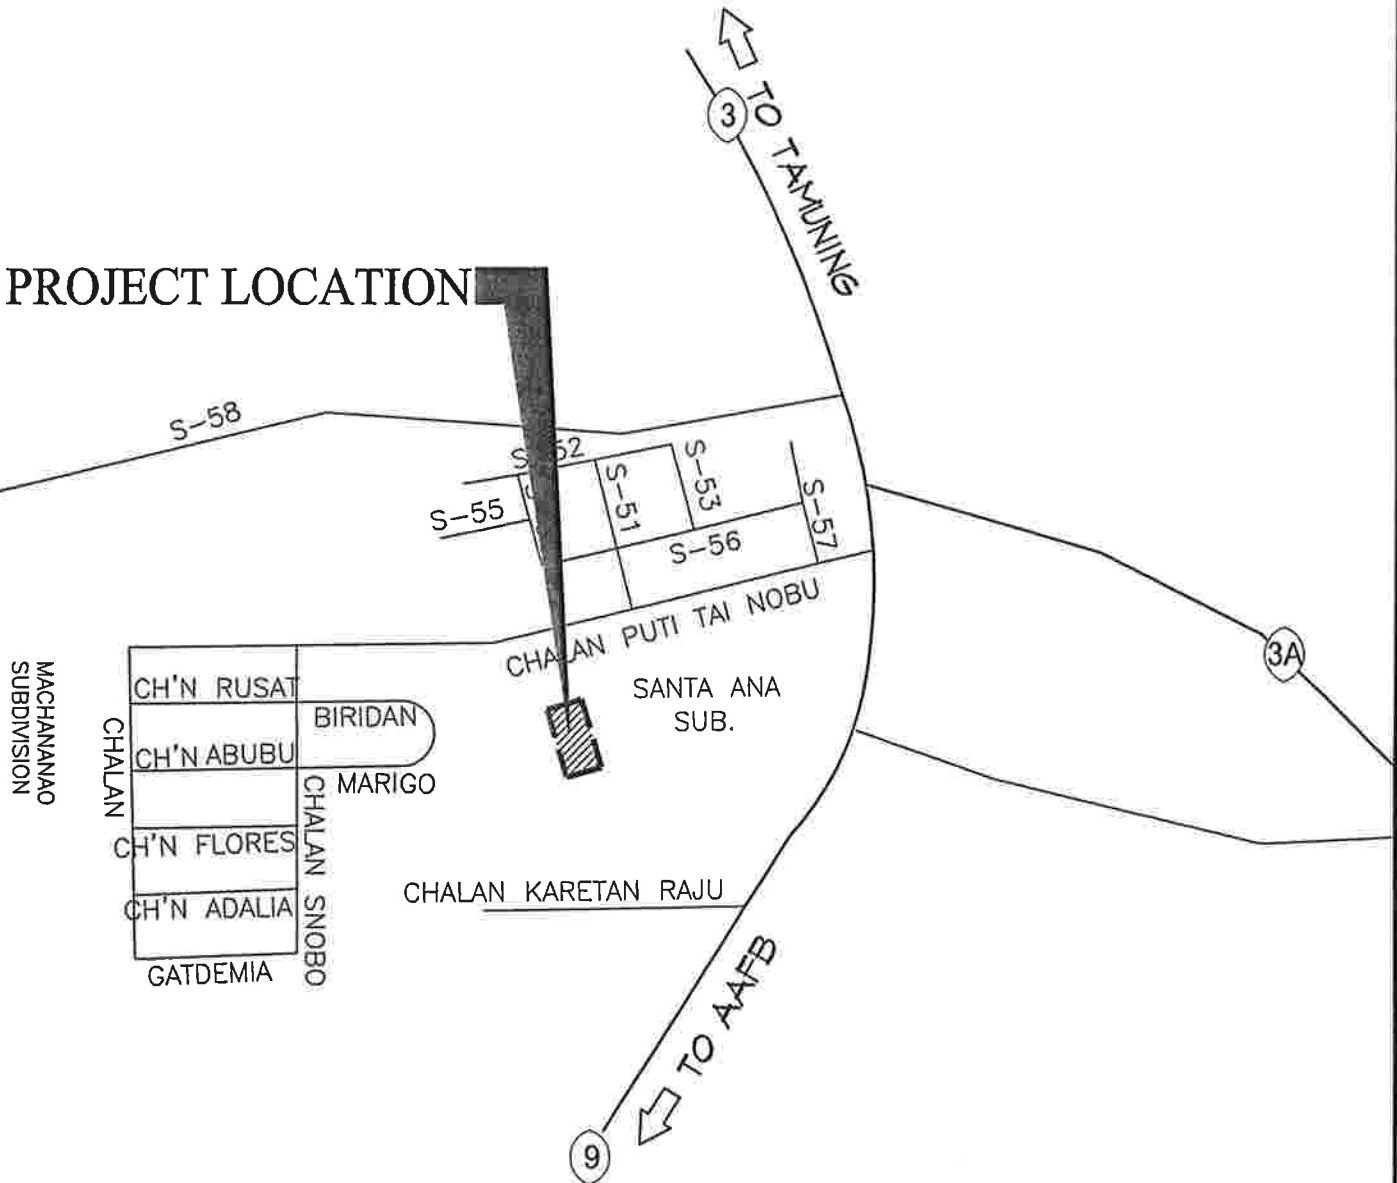 3
TO TAMUNING
PROJECT LOCATION
S-58
S-52
S-53
S-51
S-57
S-55
S-56
CHALAN PUTI TAI NOBU
3A
SANTA ANA
SUB.
MACHANANAO
SUBDIVISION
CHALAN
CH'N RUSAT
BIRIDAN
CH'N ABUBU
MARIGO
CHALAN SNOBO
CH'N FLORES
CHALAN KARETAN RAJU
CH'N ADALIA
GATDEMIA
TO AAFB
9